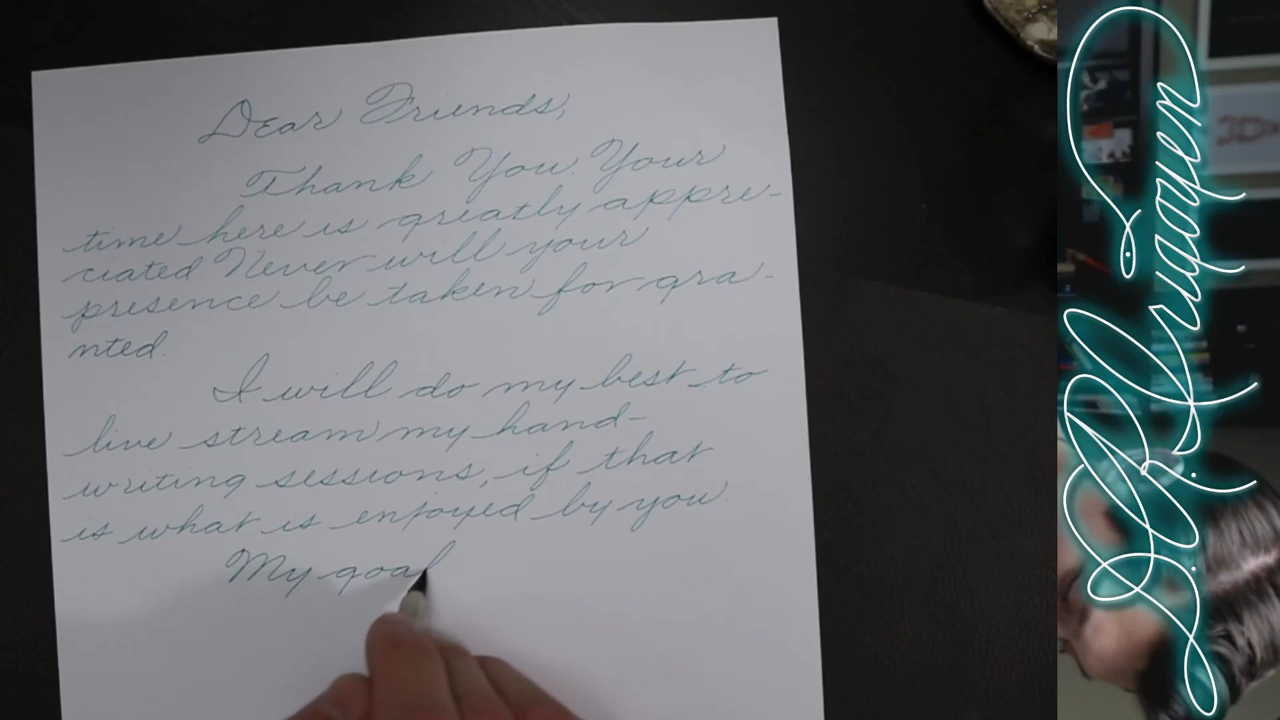 Dear Friends,
Thank You. Your
time here is greatly appre-
ciated. Never will your
presence be taken for gra-
nted.
I will do my best to
live stream my hand-
writing sessions, if that
is what is enjoyed by you.
My goal